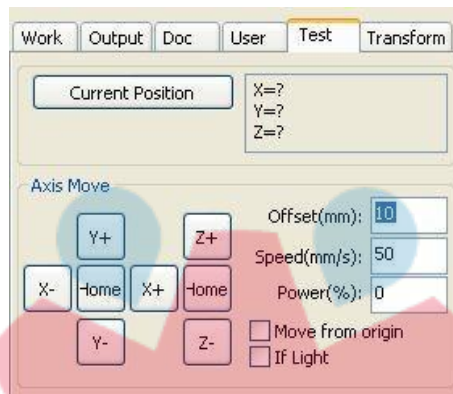 Work Output Doc User Test Transform
Current Position
X=?
Y=?
Z=?
Axis Move
Offset(mm): 10
Y+ Z+
Speed(mm/s): 50
X- Home X+ Home
Power(%): 0
Move from origin
Y- Z-
If Light